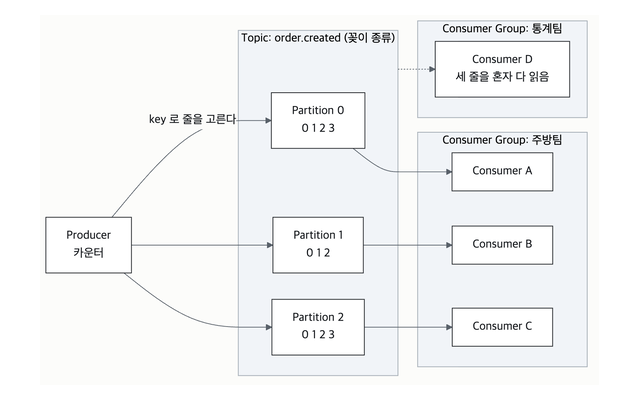 Topic: order.created (꽂이 종류)
Consumer Group: 통계팀
Consumer D
세 줄을 혼자 다 읽음
key 로 줄을 고른다
Partition 0
0 1 2 3
Consumer Group: 주방팀
Consumer A
Producer
카운터
Partition 1
0 1 2
Consumer B
Partition 2
0 1 2 3
Consumer C